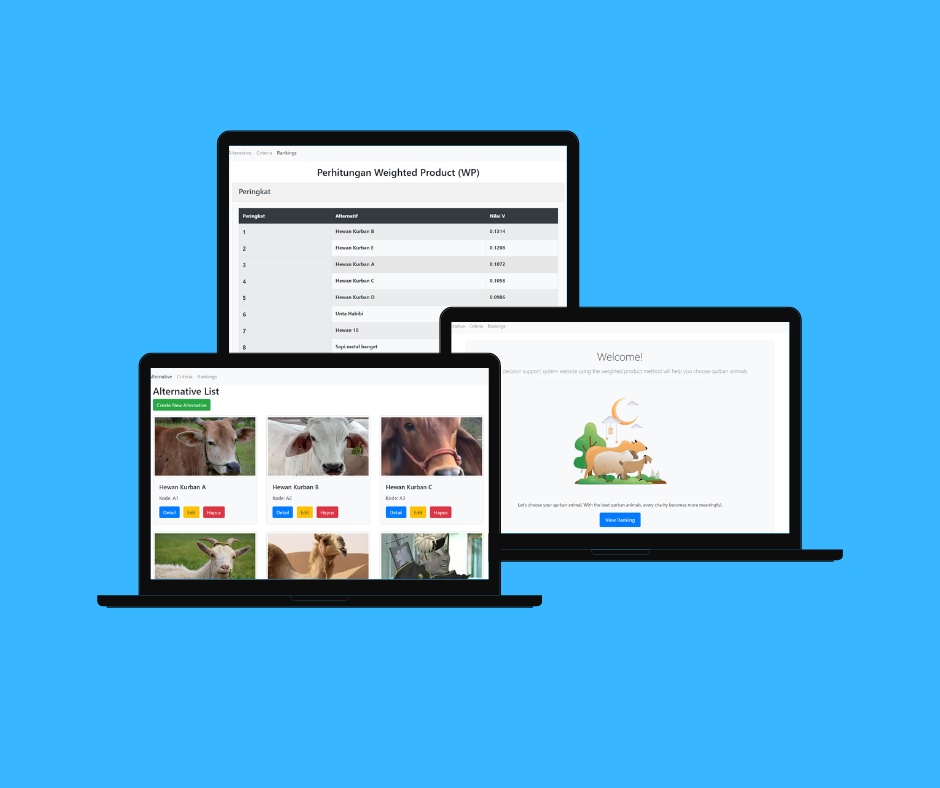 Alternative Criteria Rankings
Perhitungan Weighted Product (WP)
Peringkat
Peringkat Alternatif Nilai V
1 Hewan Kurban B 0.1314
2 Hewan Kurban E 0.1208
3 Hewan Kurban A 0.1072
4 Hewan Kurban C 0.1058
5 Hewan Kurban D 0.0986
6 Unta Habibi
7 Hewan 10
8 Sapi metal banget
Criteria Rankings
Welcome!
decision support system website using the weighted product method will help you choose qurban animals.
Let's choose your qurban animal. With the best qurban animals, every charity becomes more meaningful.
View Ranking
Alternative Criteria Rankings
Alternative List
Create New Alternative
Hewan Kurban A
Kode: A1
Detail Edit Hapus
Hewan Kurban B
Kode: A2
Detail Edit Hapus
Hewan Kurban C
Kode: A3
Detail Edit Hapus